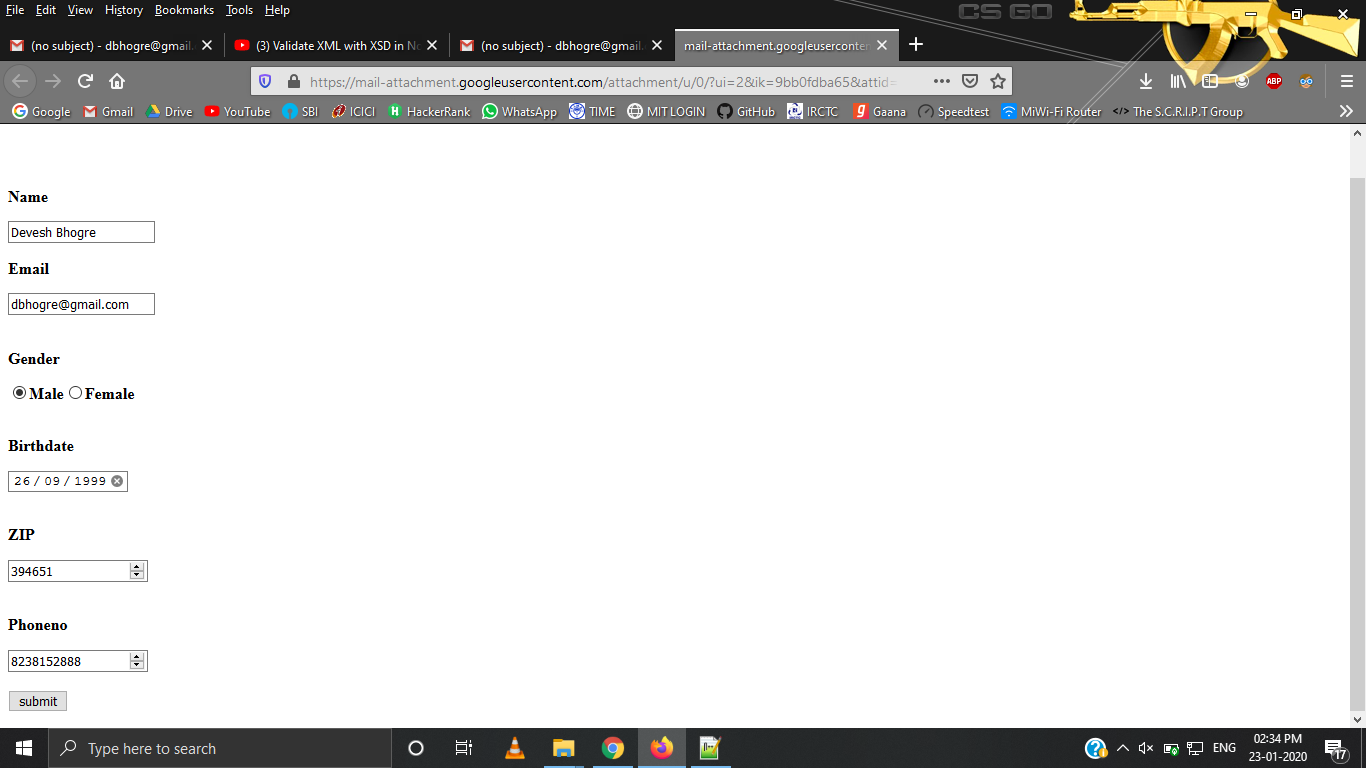 File Edit View History Bookmarks Tools Help
CS GO
(no subject) - dbhogre@gmail. (3) Validate XML with XSD in No (no subject) - dbhogre@gmail. mail-attachment.googleusercontent
https://mail-attachment.googleusercontent.com/attachment/u/0/?ui=2&ik=9bb0fdba65&attid= ABP
Google Gmail Drive YouTube SBI ICICI HackerRank WhatsApp TIME MIT LOGIN GitHub IRCTC Gaana Speedtest MiWi-Fi Router The S.C.R.I.P.T Group
Name
Devesh Bhogre
Email
dbhogre@gmail.com
Gender
Male Female
Birthdate
26 / 09 / 1999
ZIP
394651
Phoneno
8238152888
submit
Type here to search
ENG
02:34 PM
23-01-2020
17